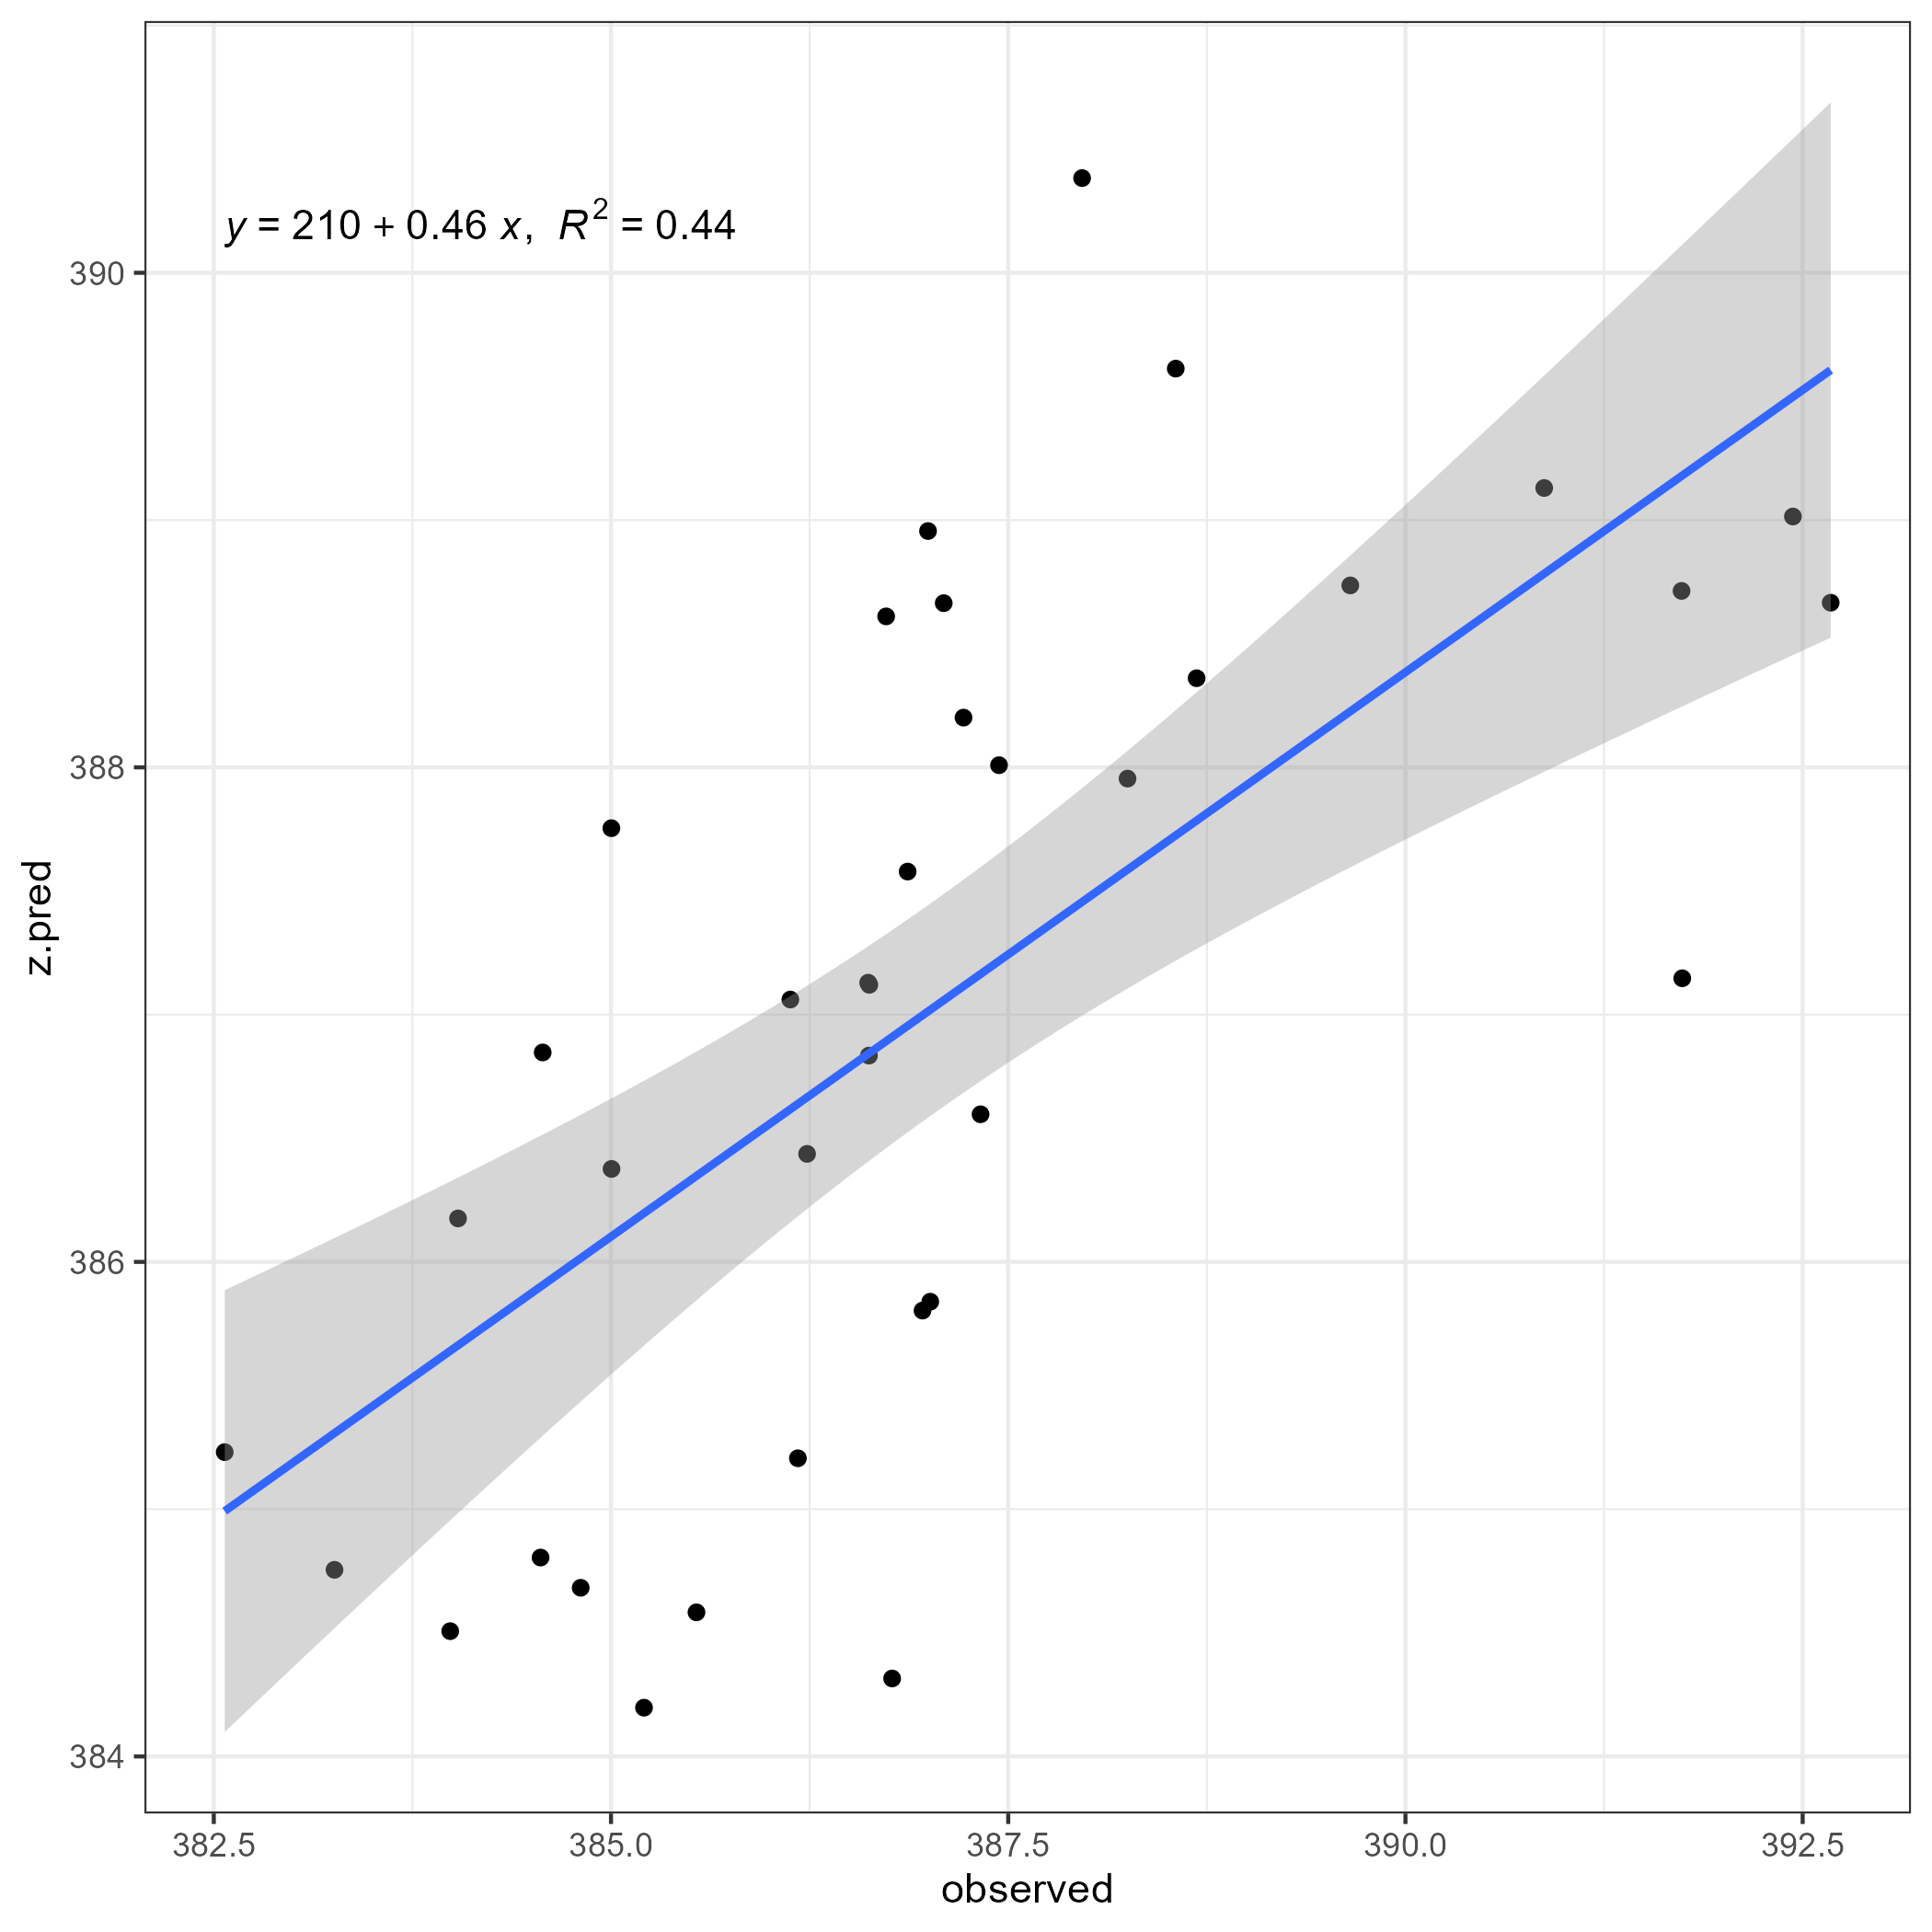 y = 210 + 0.46 x, R² = 0.44
390
388
386
384
z.pred
382.5 385.0 387.5 390.0 392.5
observed